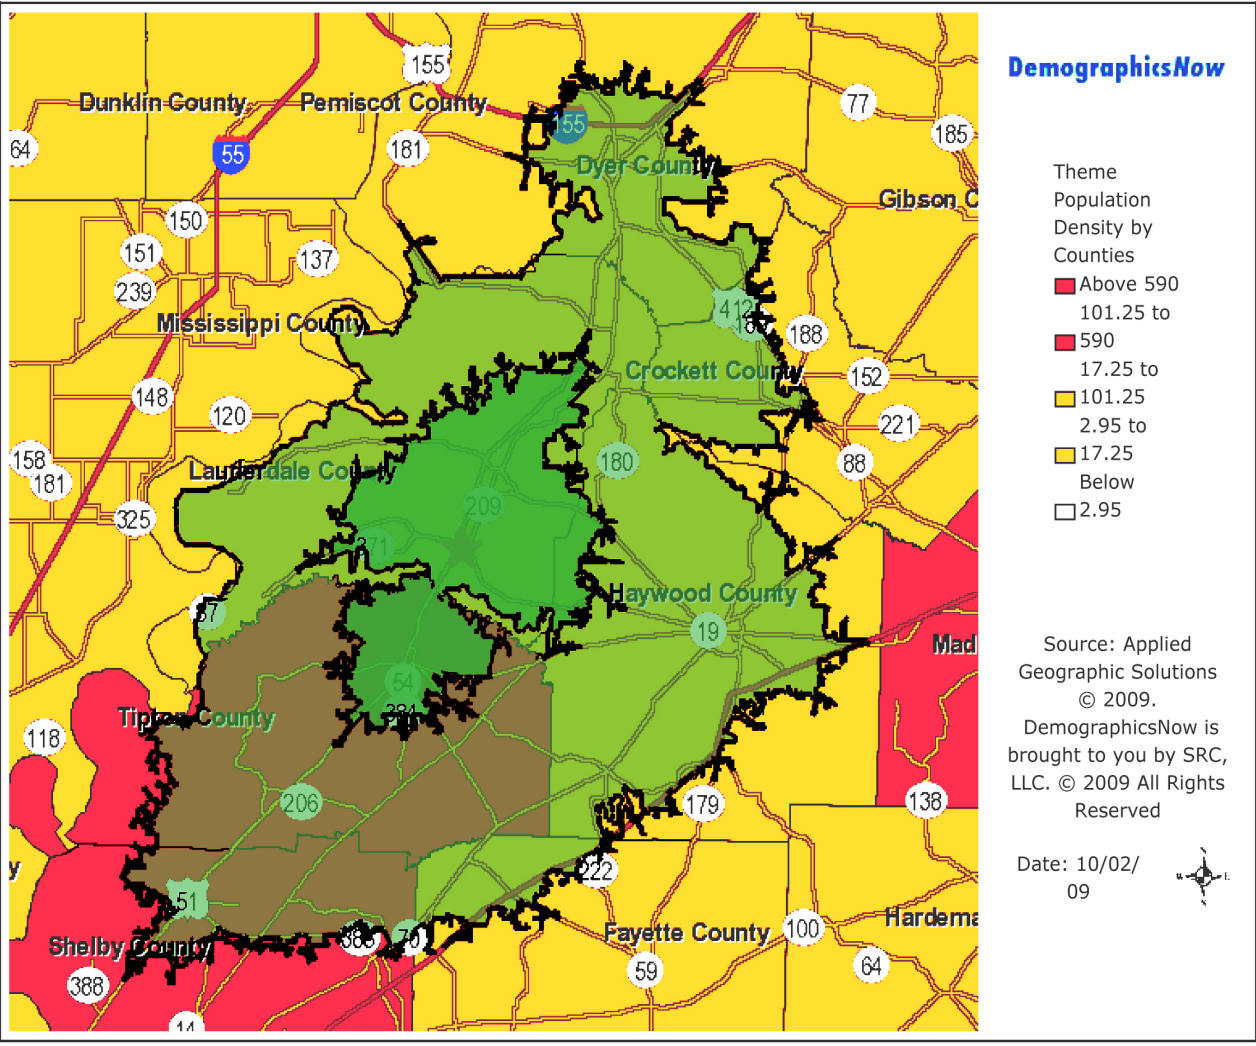 DemographicsNow
155
77
Dunklin County
Pemiscot County
64
55
181
155
185
Dyer County
Gibson C
150
151
137
239
412
Mississippi County
188
148
120
Crockett County
152
221
158
181
Lauderdale County
180
88
325
209
371
87
Haywood County
19
Mad
54
384
Tipton County
118
206
179
138
y
222
51
Shelby County
385
70
Fayette County
100
Hardema
388
59
64
14
Theme
Population
Density by
Counties
Above 590
101.25 to
590
17.25 to
101.25
2.95 to
17.25
Below
2.95
Source: Applied
Geographic Solutions
© 2009.
DemographicsNow is
brought to you by SRC,
LLC. © 2009 All Rights
Reserved
Date: 10/02/
09